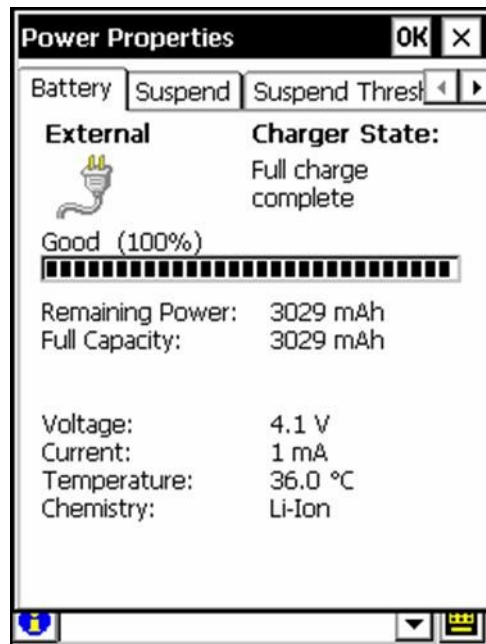 Power Properties OK ×
Battery Suspend Suspend Thresh
External Charger State:
Full charge
complete
Good (100%)
Remaining Power: 3029 mAh
Full Capacity: 3029 mAh
Voltage: 4.1 V
Current: 1 mA
Temperature: 36.0 °C
Chemistry: Li-Ion